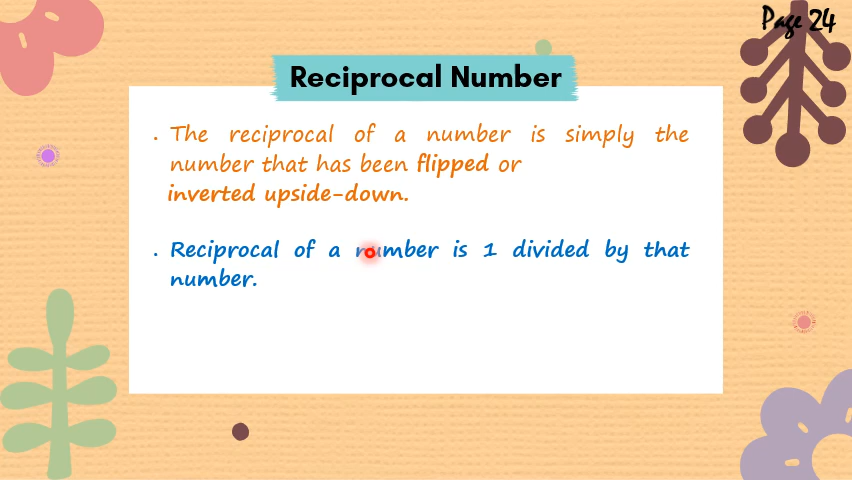 Page 24
Reciprocal Number
. The reciprocal of a number is simply the
number that has been flipped or
inverted upside-down.
. Reciprocal of a number is 1 divided by that
number.